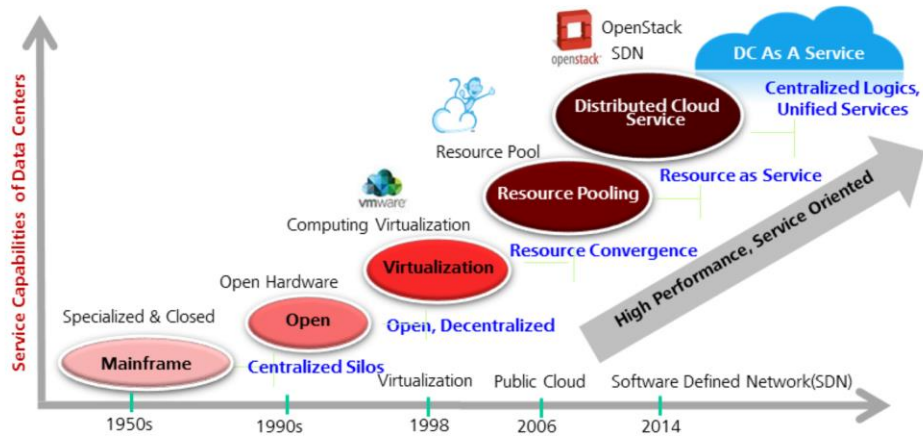 OpenStack
SDN
openstack
DC As A Service
Centralized Logics,
Unified Services
Distributed Cloud
Service
Resource Pool
Resource Pooling
Resource as Service
vmware
Computing Virtualization
Virtualization
Resource Convergence
Open Hardware
Open
Open, Decentralized
Specialized & Closed
Mainframe
Centralized Silos
High Performance, Service Oriented
Service Capabilities of Data Centers
Virtualization
Public Cloud
Software Defined Network(SDN)
1950s
1990s
1998
2006
2014